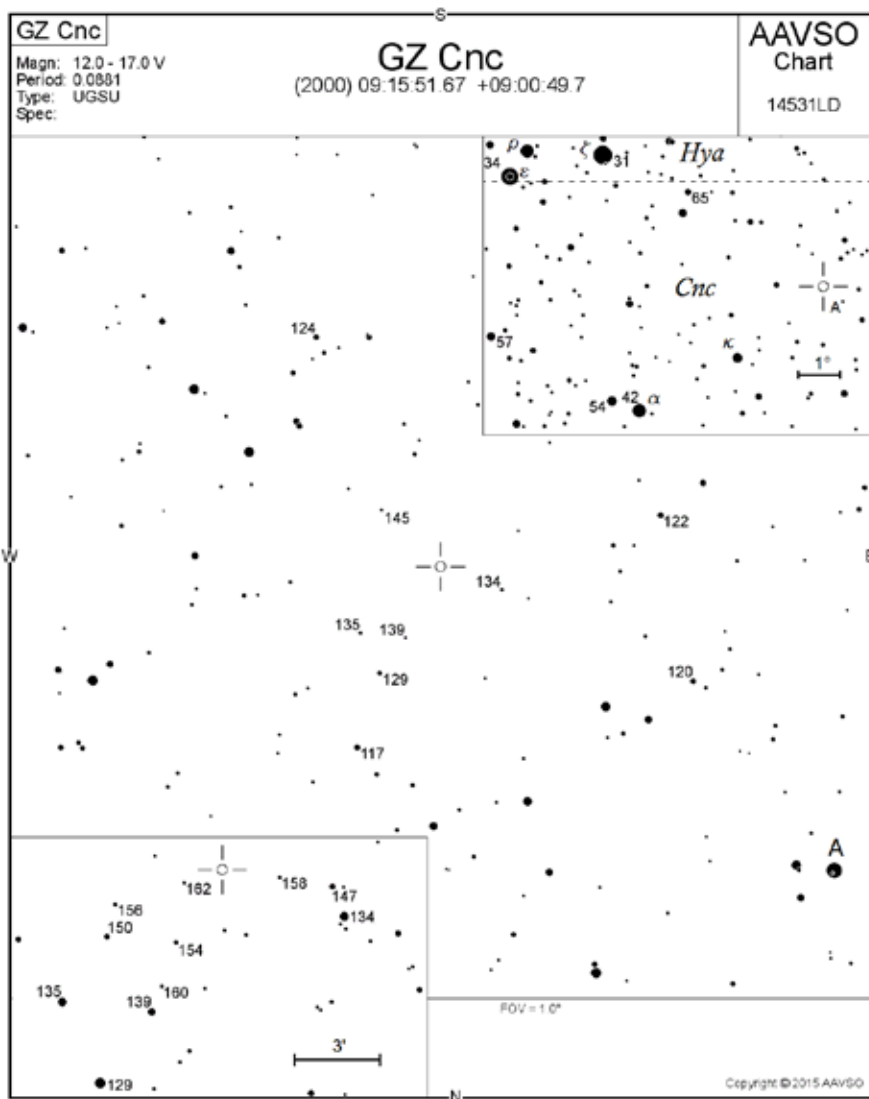 S
GZ Cnc
Magn: 12.0 - 17.0 V
Period: 0.0881
Type: UGSU
Spec:
GZ Cnc
(2000) 09:15:51.67 +09:00:49.7
AAVSO
Chart
14531LD
34
ρ
ε
ζ
31
Hya
65
Cnc
A
57
κ
1°
54
42
α
124
145
122
W
134
135
139
129
120
117
A
162
158
147
156
134
150
154
135
160
139
3'
129
FOV = 1.0°
N
Copyright © 2015 AAVSO